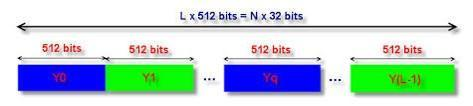 L x 512 bits = N x 32 bits
512 bits 512 bits 512 bits 512 bits
Y0 Y1 ... Yq ... Y(L-1)